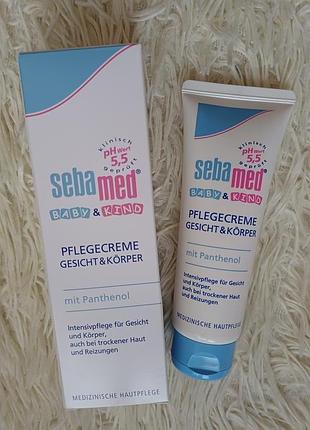 klinisch geprüft
pH Wert
5,5
sebamed®
BABY & KIND
PFLEGECREME
GESICHT & KÖRPER
mit Panthenol
Intensivpflege für Gesicht
und Körper,
auch bei trockener Haut
und Reizungen
MEDIZINISCHE HAUTPFLEGE
klinisch geprüft
pH Wert
5,5
sebamed®
BABY & KIND
PFLEGECREME
GESICHT & KÖRPER
mit Panthenol
Intensivpflege für Gesicht
und Körper,
auch bei trockener Haut
und Reizungen
MEDIZINISCHE HAUTPFLEGE